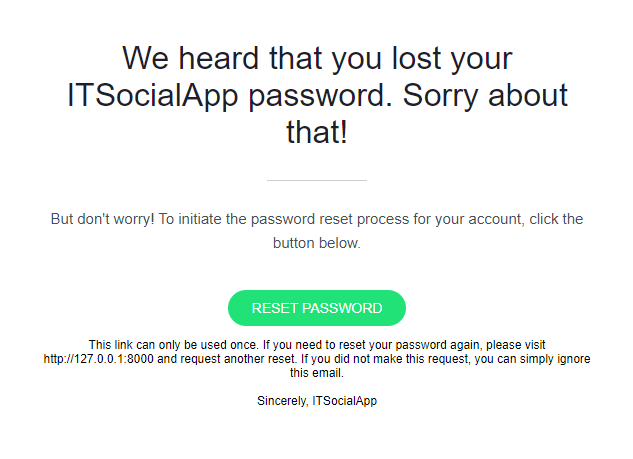 We heard that you lost your
ITSocialApp password. Sorry about
that!
But don't worry! To initiate the password reset process for your account, click the
button below.
RESET PASSWORD
This link can only be used once. If you need to reset your password again, please visit
http://127.0.0.1:8000 and request another reset. If you did not make this request, you can simply ignore
this email.
Sincerely, ITSocialApp